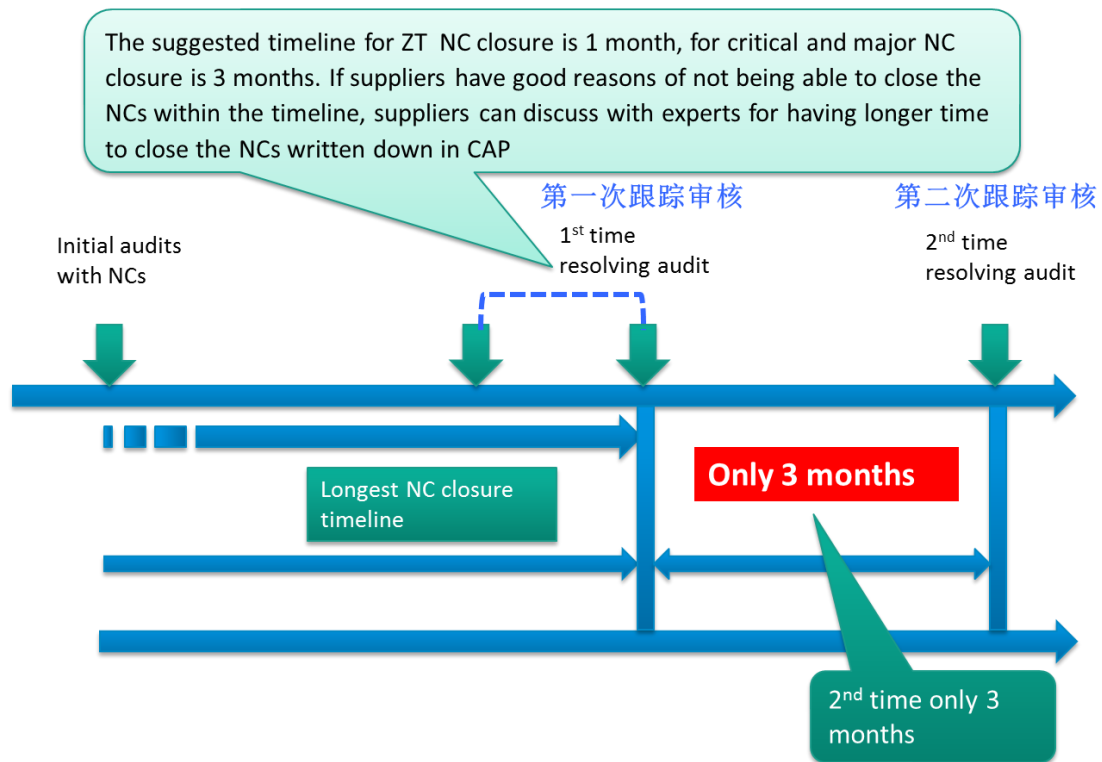 The suggested timeline for ZT NC closure is 1 month, for critical and major NC
closure is 3 months. If suppliers have good reasons of not being able to close the
NCs within the timeline, suppliers can discuss with experts for having longer time
to close the NCs written down in CAP
第一次跟踪审核
第二次跟踪审核
Initial audits
with NCs
1st time
resolving audit
2nd time
resolving audit
Only 3 months
Longest NC closure
timeline
2nd time only 3
months